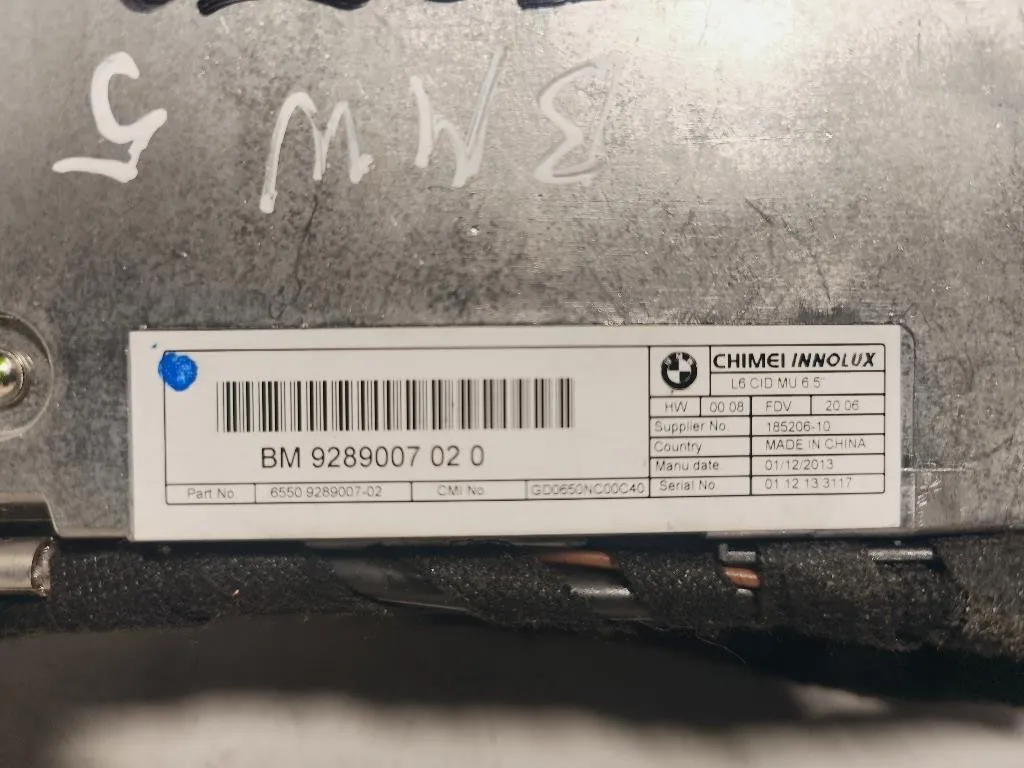 BMW 5
CHIMEI INNOLUX
L6 CID MU 6.5"
HW 00 08 FDV 20 06
Supplier No. 185206-10
Country MADE IN CHINA
Manu date 01/12/2013
Serial No. 01 12 13 3117
BM 9289007 02 0
Part No 6550 9289007-02 CMI No. GD0650NC00C40